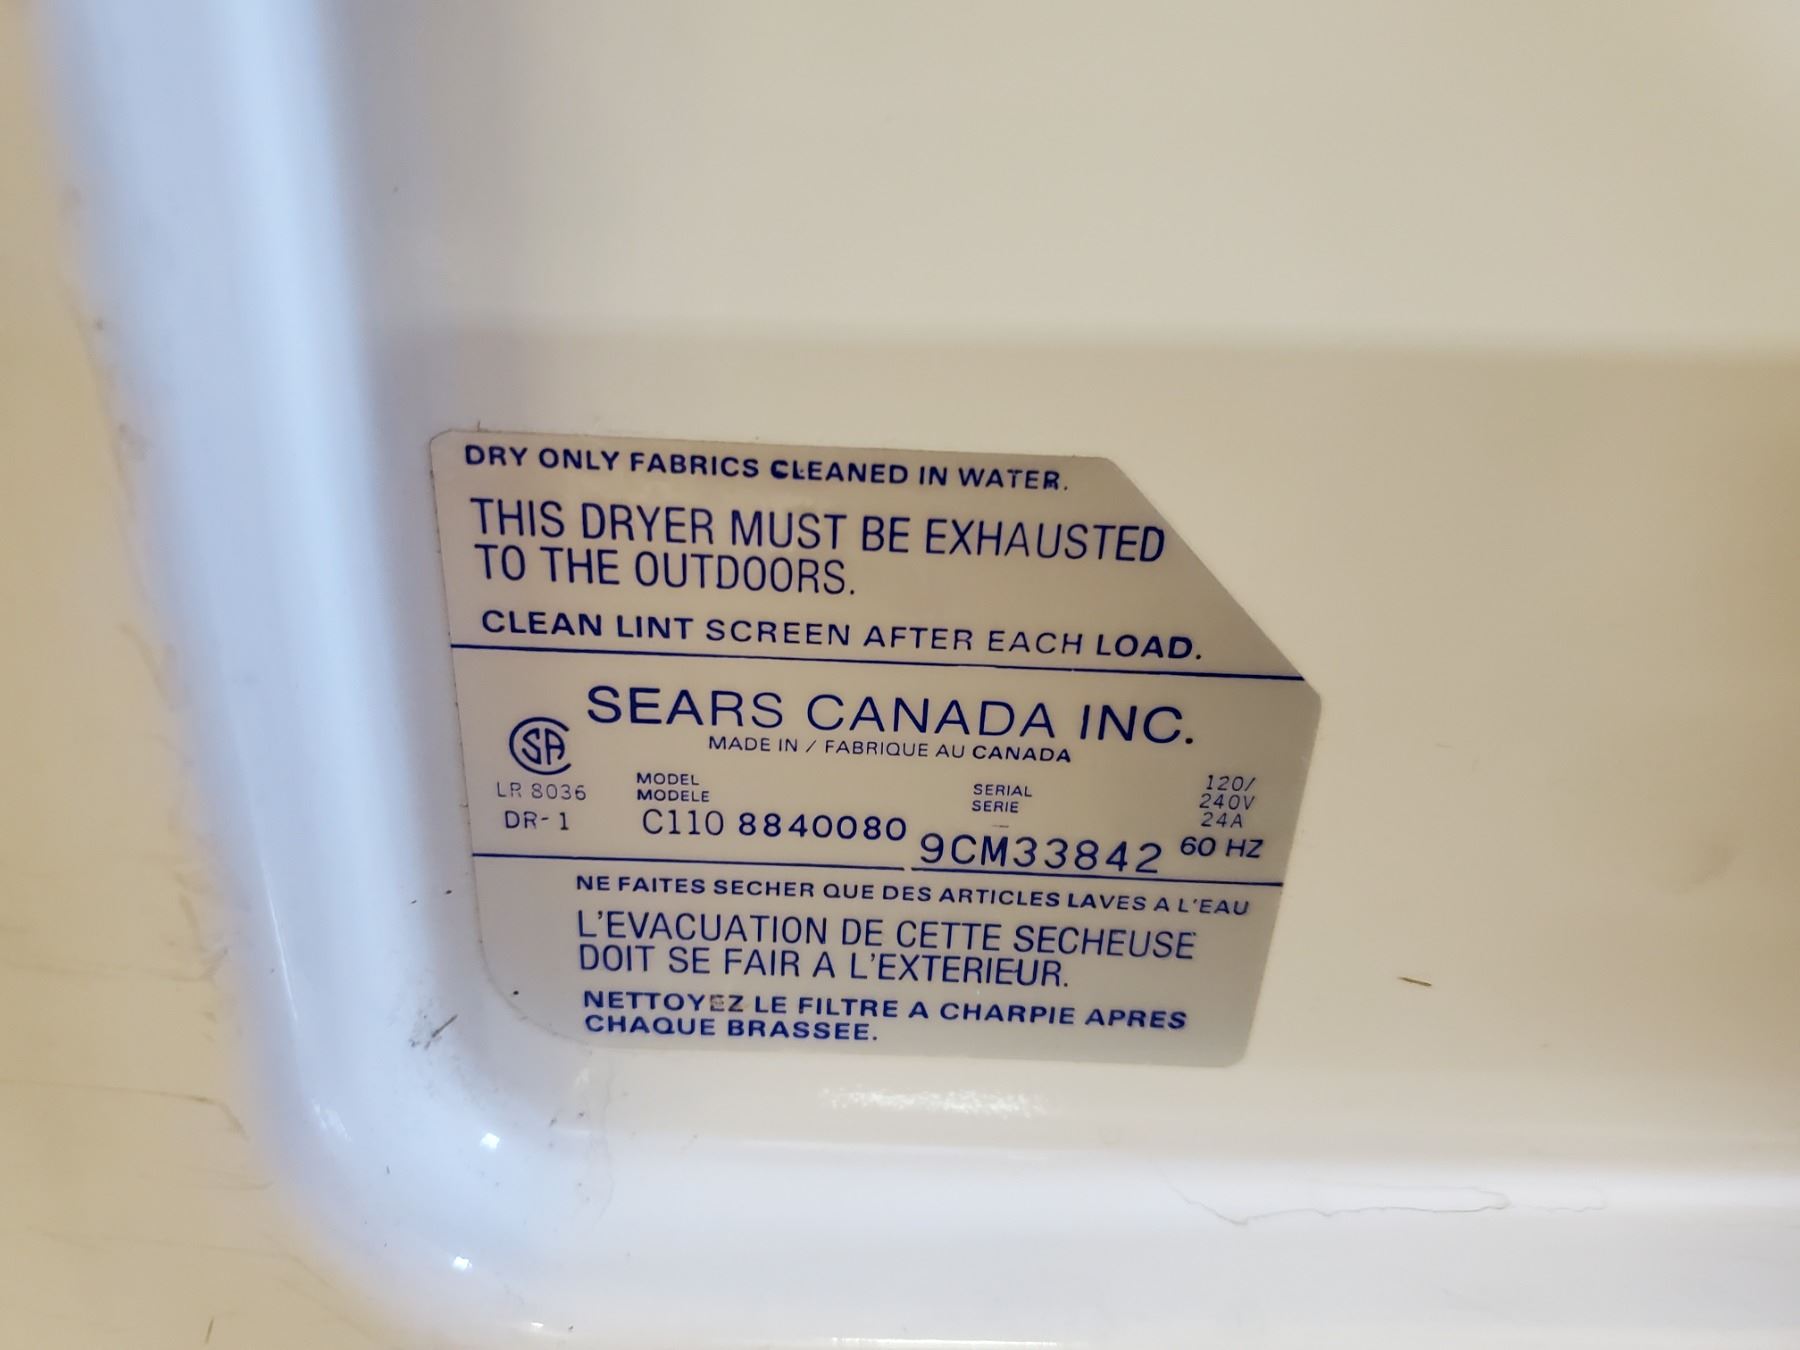 DRY ONLY FABRICS CLEANED IN WATER.
THIS DRYER MUST BE EXHAUSTED
TO THE OUTDOORS.
CLEAN LINT SCREEN AFTER EACH LOAD.
SEARS CANADA INC.
MADE IN / FABRIQUE AU CANADA
SA
LR 8036
DR-1
MODEL
MODELE
C110 8840080
SERIAL
SERIE
9CM33842
120/
240V
24A
60 HZ
NE FAITES SECHER QUE DES ARTICLES LAVES A L'EAU
L'EVACUATION DE CETTE SECHEUSE
DOIT SE FAIR A L'EXTERIEUR.
NETTOYEZ LE FILTRE A CHARPIE APRES
CHAQUE BRASSEE.